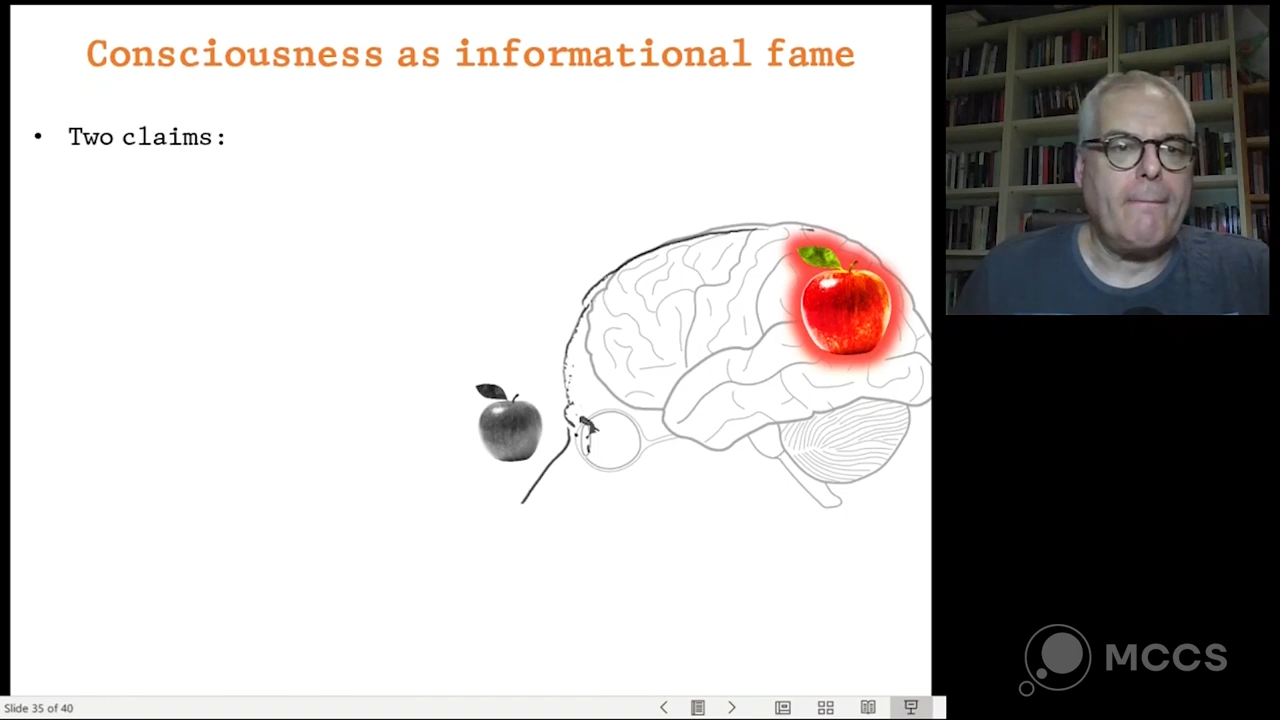 Consciousness as informational fame
• Two claims:
Slide 35 of 40
MCCS